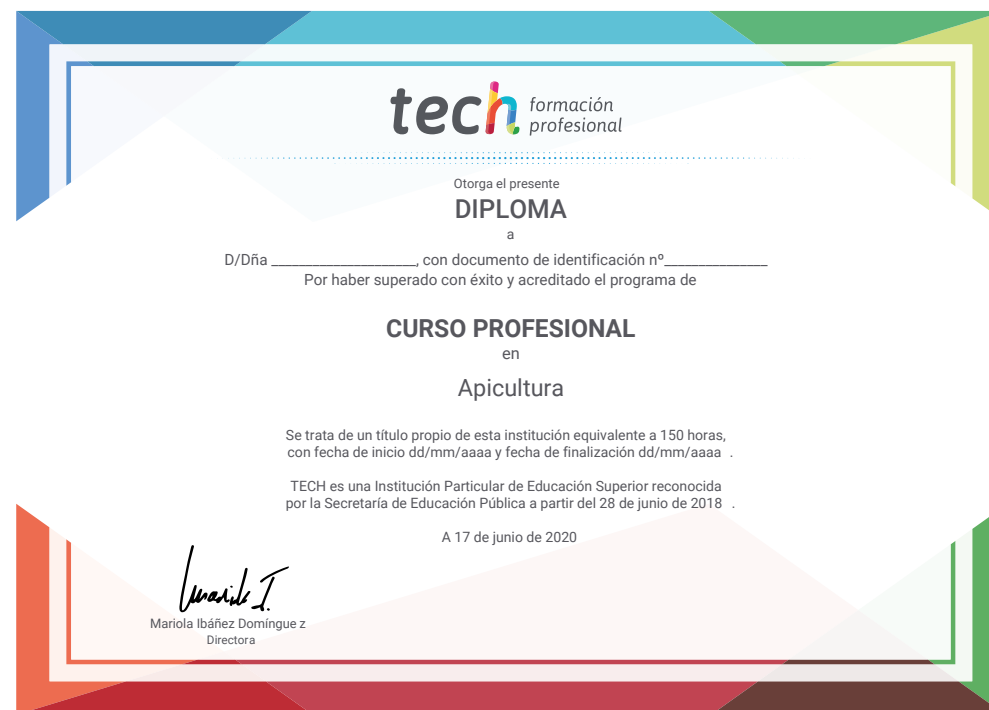 tech formación
profesional
Otorga el presente
DIPLOMA
a
D/Dña _____________________, con documento de identificación nº_______________
Por haber superado con éxito y acreditado el programa de
CURSO PROFESIONAL
en
Apicultura
Se trata de un título propio de esta institución equivalente a 150 horas,
con fecha de inicio dd/mm/aaaa y fecha de finalización dd/mm/aaaa .
TECH es una Institución Particular de Educación Superior reconocida
por la Secretaría de Educación Pública a partir del 28 de junio de 2018 .
A 17 de junio de 2020
Mariola I.
Mariola Ibáñez Domíngue z
Directora